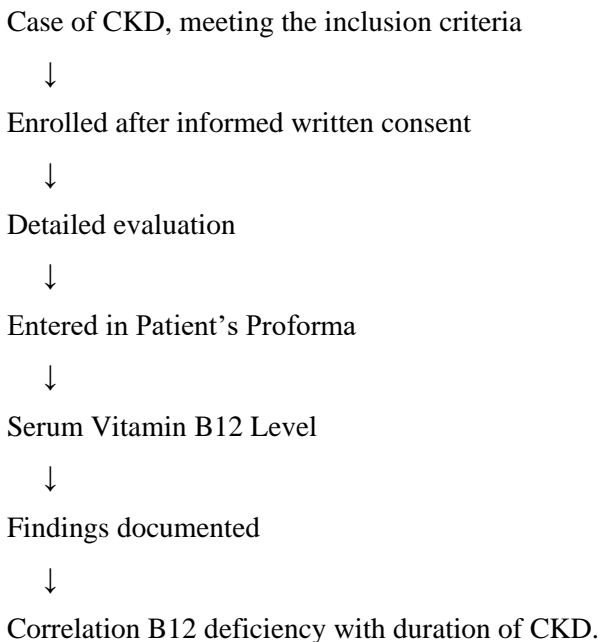 Case of CKD, meeting the inclusion criteria
↓
Enrolled after informed written consent
↓
Detailed evaluation
↓
Entered in Patient’s Proforma
↓
Serum Vitamin B12 Level
↓
Findings documented
↓
Correlation B12 deficiency with duration of CKD.